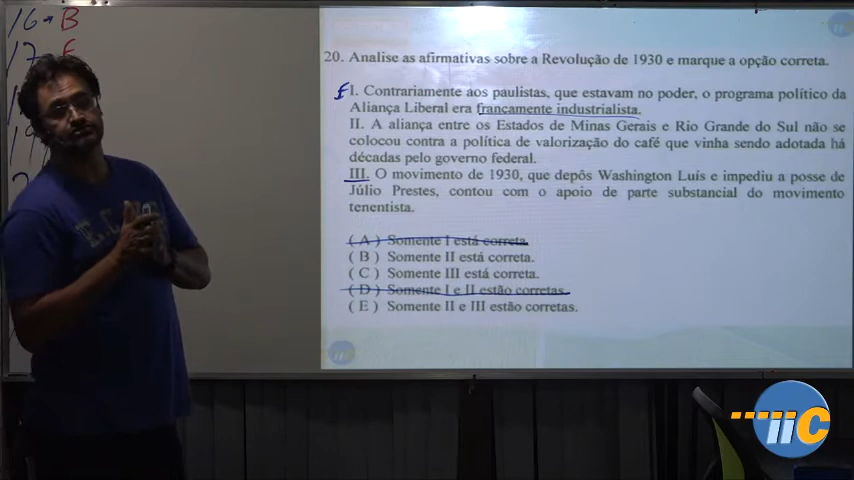 16 → B
17 E
20. Analise as afirmativas sobre a Revolução de 1930 e marque a opção correta.
F I. Contrariamente aos paulistas, que estavam no poder, o programa político da
Aliança Liberal era francamente industrialista.
II. A aliança entre os Estados de Minas Gerais e Rio Grande do Sul não se
colocou contra a política de valorização do café que vinha sendo adotada há
décadas pelo governo federal.
III. O movimento de 1930, que depôs Washington Luís e impediu a posse de
Júlio Prestes, contou com o apoio de parte substancial do movimento
tenentista.
( A ) Somente I está correta.
( B ) Somente II está correta.
( C ) Somente III está correta.
( D ) Somente I e II estão corretas.
( E ) Somente II e III estão corretas.